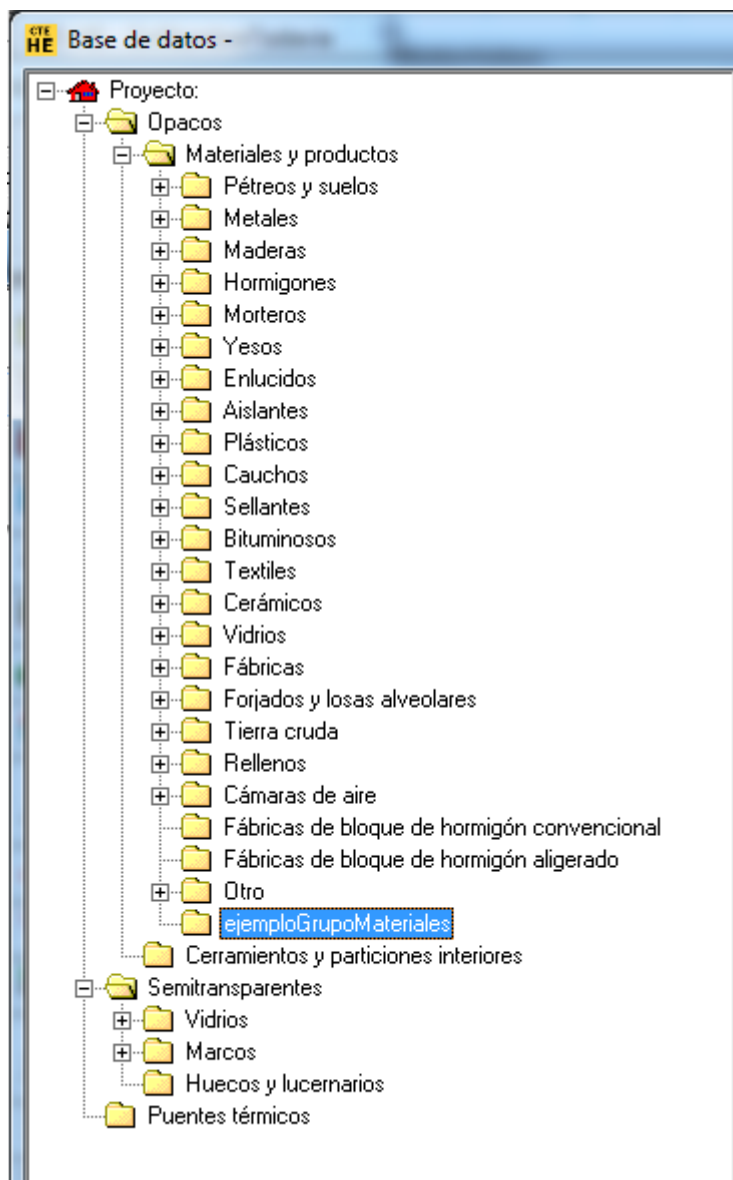 CTE
HE Base de datos -
Proyecto:
Opacos
Materiales y productos
Pétreos y suelos
Metales
Maderas
Hormigones
Morteros
Yesos
Enlucidos
Aislantes
Plásticos
Cauchos
Sellantes
Bituminosos
Textiles
Cerámicos
Vidrios
Fábricas
Forjados y losas alveolares
Tierra cruda
Rellenos
Cámaras de aire
Fábricas de bloque de hormigón convencional
Fábricas de bloque de hormigón aligerado
Otro
ejemploGrupoMateriales
Cerramientos y particiones interiores
Semitransparentes
Vidrios
Marcos
Huecos y lucernarios
Puentes térmicos